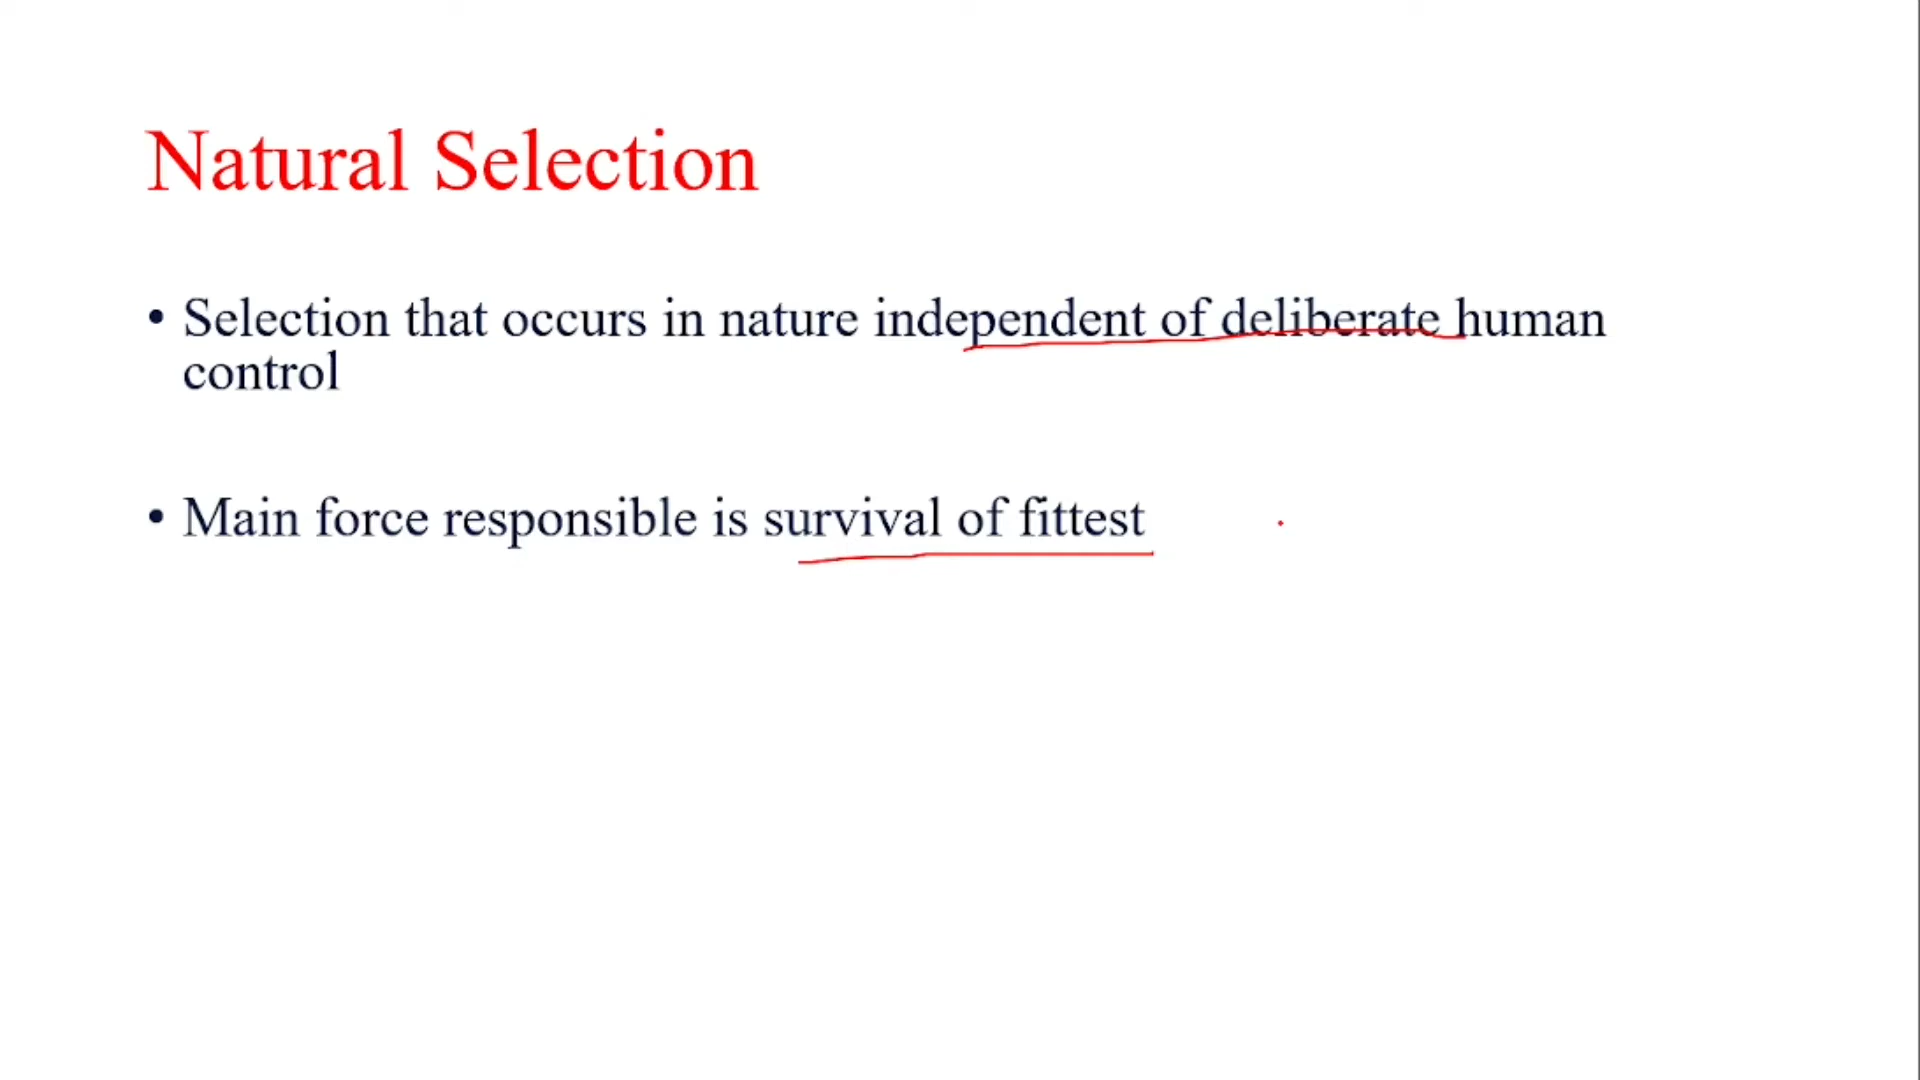 Natural Selection
• Selection that occurs in nature independent of deliberate human
control
• Main force responsible is survival of fittest